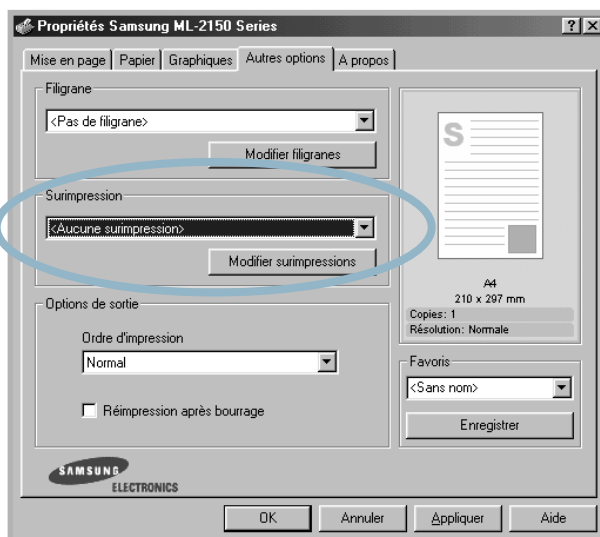 Propriétés Samsung ML-2150 Series
Mise en page Papier Graphiques Autres options A propos
Filigrane
<Pas de filigrane>
Modifier filigranes
Surimpression
<Aucune surimpression>
Modifier surimpressions
Options de sortie
Ordre d'impression
Normal
Réimpression après bourrage
S
A4
210 x 297 mm
Copies: 1
Résolution: Normale
Favoris
<Sans nom>
Enregistrer
SAMSUNG
ELECTRONICS
OK Annuler Appliquer Aide